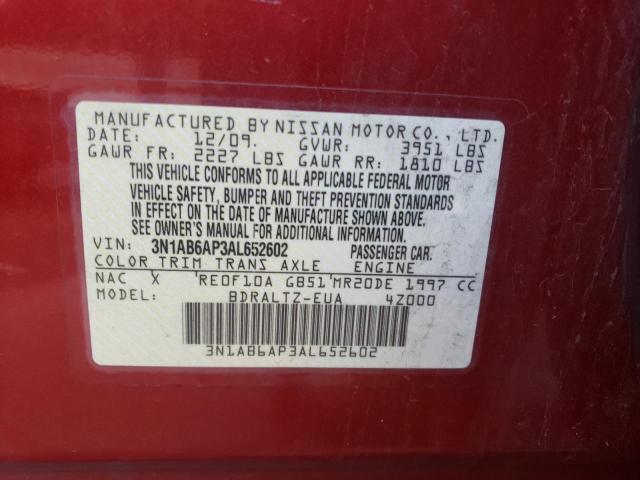 MANUFACTURED BY NISSAN MOTOR CO., LTD.
DATE: 12/09. GVWR: 3951 LBS
GAWR FR: 2227 LBS GAWR RR: 1810 LBS
THIS VEHICLE CONFORMS TO ALL APPLICABLE FEDERAL MOTOR
VEHICLE SAFETY, BUMPER AND THEFT PREVENTION STANDARDS
IN EFFECT ON THE DATE OF MANUFACTURE SHOWN ABOVE.
SEE OWNER'S MANUAL FOR ADDITIONAL INFORMATION.
VIN: 3N1AB6AP3AL652602 PASSENGER CAR.
COLOR TRIM TRANS AXLE ENGINE
NAC X 'RE0F10A GB51'MR20DE 1997 CC
MODEL: BDRALTZ-EUA 4Z000
3N1AB6AP3AL652602